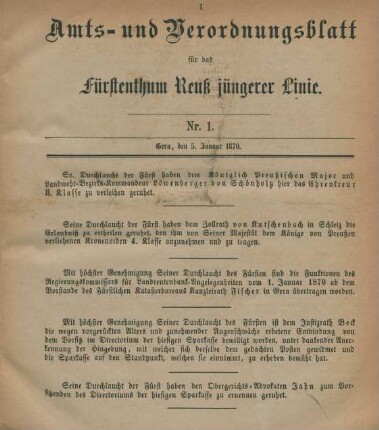 1
Amts- und Verordnungsblatt
für das
Fürstenthum Reuß jüngerer Linie.
Nr. 1.
Gera, den 5. Januar 1870.
Se. Durchlaucht der Fürst haben dem Königlich Preußischen Major und
Landwehr-Bezirks-Kommandeur Löwenberger von Schönholtz hier das Ehrenkreuz
II. Klasse zu verleihen geruhet.
Seine Durchlaucht der Fürst haben dem Zollrath von Kutschenbach in Schleiz die
Erlaubniß zu ertheilen geruhet, den ihm von Seiner Majestät dem Könige von Preußen
verliehenen Kronenorden 4. Klasse anzunehmen und zu tragen.
Mit höchster Genehmigung Seiner Durchlaucht des Fürsten sind die Funktionen des
Regierungskommissars für Landrentenbank-Angelegenheiten vom 1. Januar 1870 ab dem
Vorstande des Fürstlichen Katasterbureaus Kanzleirath Fischer in Gera übertragen worden.
Mit höchster Genehmigung Seiner Durchlaucht des Fürsten ist dem Justizrath Beck
die wegen vorgerückten Alters und zunehmender Augenschwäche erbetene Entbindung von
dem Vorsitz im Directorium der hiesigen Sparkasse bewilligt worden, unter dankender Aner-
kennung der Hingebung, mit welcher sich derselbe dem gedachten Posten gewidmet und
die Sparkasse auf den Standpunkt, welchen sie einnimmt, zu erheben bemüht hat.
Seine Durchlaucht der Fürst haben den Obergerichts-Advokaten Jahn zum Vor-
sitzenden des Directoriums der hiesigen Sparkasse zu ernennen geruhet.